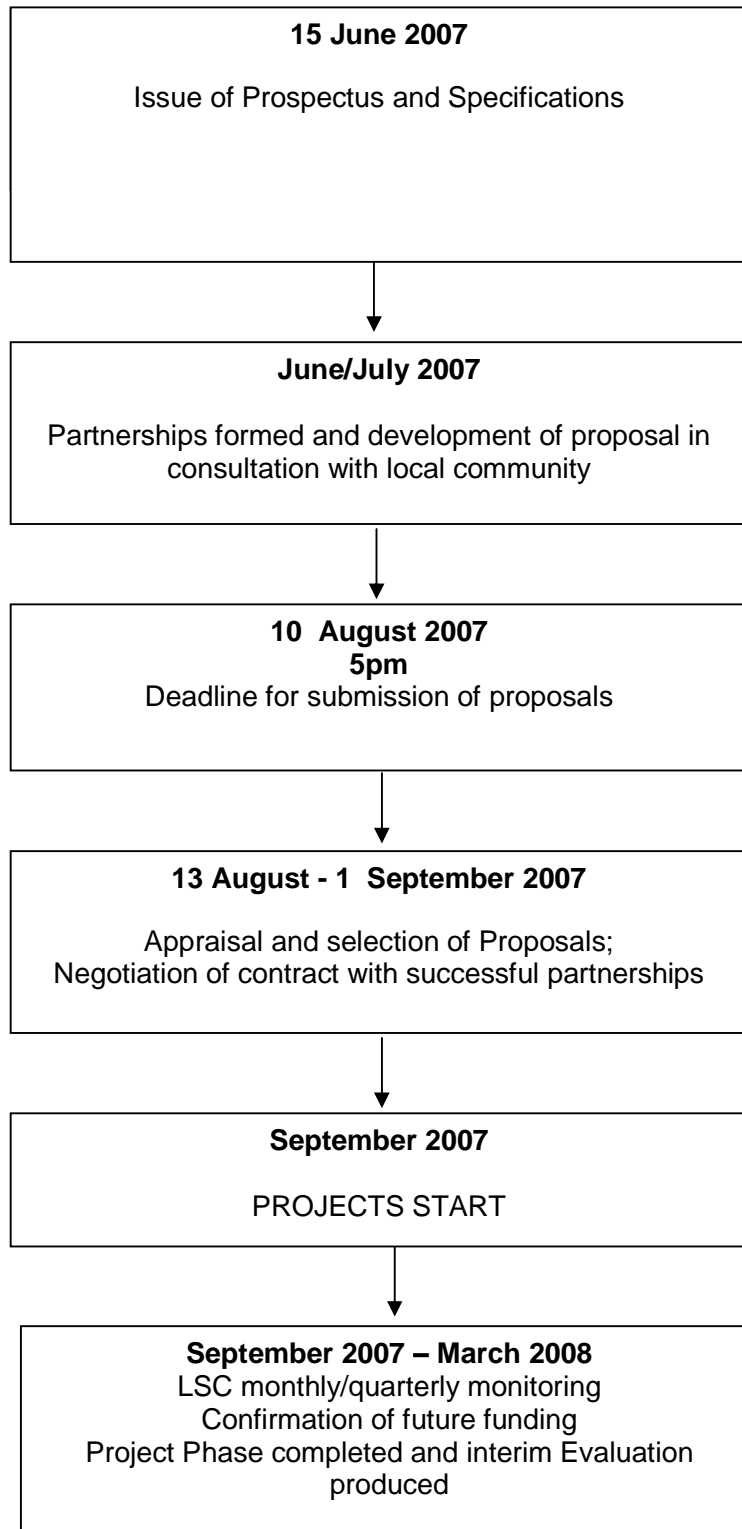 15 June 2007
Issue of Prospectus and Specifications
June/July 2007
Partnerships formed and development of proposal in
consultation with local community
10 August 2007
5pm
Deadline for submission of proposals
13 August - 1 September 2007
Appraisal and selection of Proposals;
Negotiation of contract with successful partnerships
September 2007
PROJECTS START
September 2007 – March 2008
LSC monthly/quarterly monitoring
Confirmation of future funding
Project Phase completed and interim Evaluation
produced